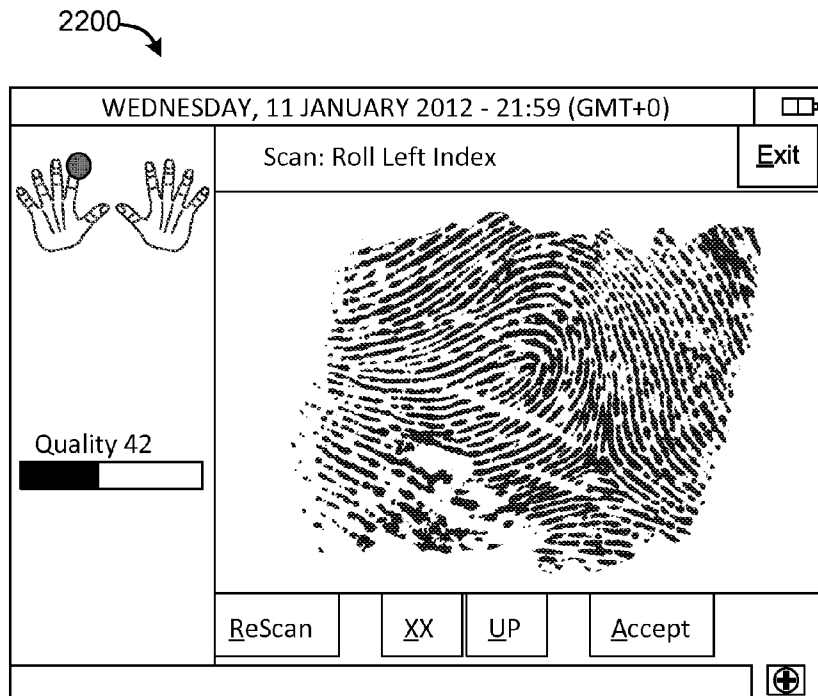 2200
WEDNESDAY, 11 JANUARY 2012 - 21:59 (GMT+0)
Scan: Roll Left Index
Exit
Quality 42
ReScan
XX
UP
Accept